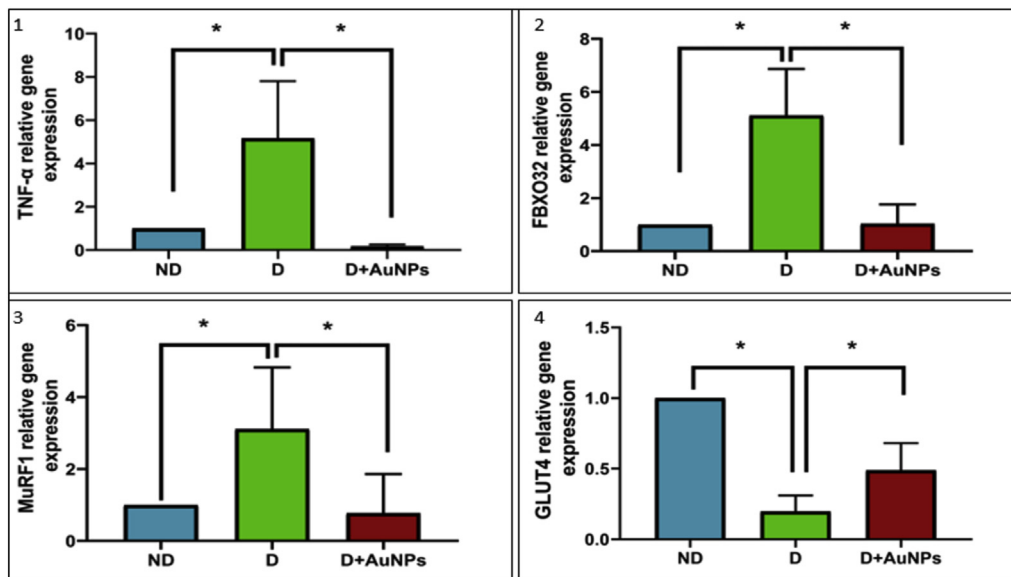 1
TNF-α relative gene
expression
10
8
6
4
2
0
*
*
ND
D
D+AuNPs
2
FBXO32 relative gene
expression
8
6
4
2
0
*
*
ND
D
D+AuNPs
3
MuRF1 relative gene
expression
6
4
2
0
*
*
ND
D
D+AuNPs
4
GLUT4 relative gene
expression
1.5
1.0
0.5
0.0
*
*
ND
D
D+AuNPs